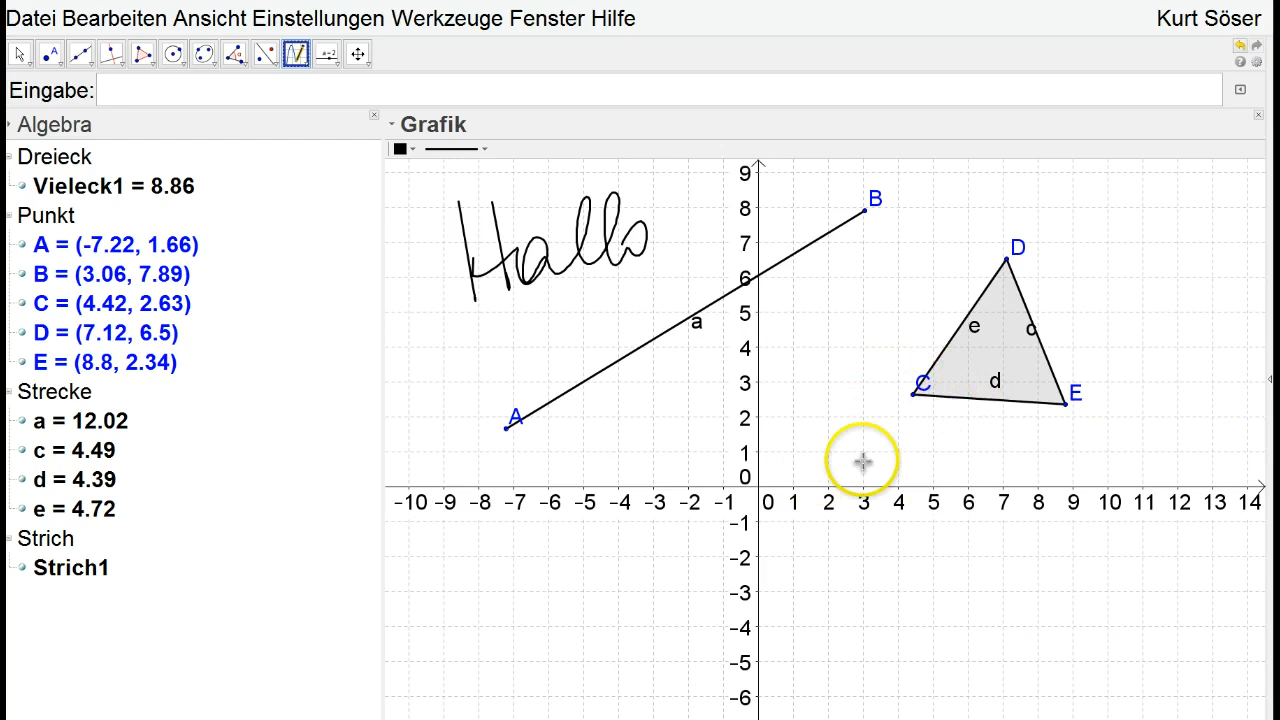 Datei Bearbeiten Ansicht Einstellungen Werkzeuge Fenster Hilfe Kurt Söser
A a=2
Eingabe:
Algebra
Grafik
Dreieck
Vieleck1 = 8.86
Punkt
A = (-7.22, 1.66)
B = (3.06, 7.89)
C = (4.42, 2.63)
D = (7.12, 6.5)
E = (8.8, 2.34)
Strecke
a = 12.02
c = 4.49
d = 4.39
e = 4.72
Strich
Strich1
Hallo
9
8
7
6
5
4
3
2
1
0
−10 −9 −8 −7 −6 −5 −4 −3 −2 −1 0 1 2 3 4 5 6 7 8 9 10 11 12 13 14
−1
−2
−3
−4
−5
−6
B
D
a
e
c
d
C
E
A